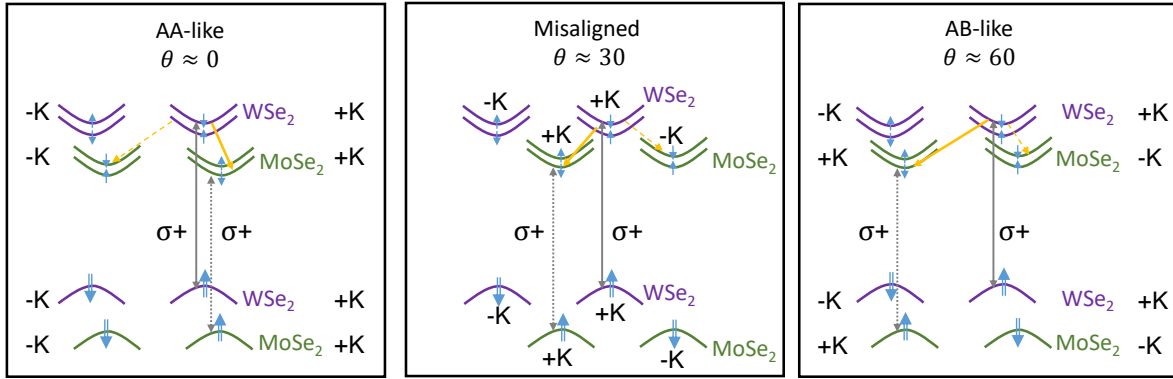 AA-like
θ ≈ 0
-K WSe₂ +K
-K MoSe₂ +K
σ+ σ+
-K WSe₂ +K
-K MoSe₂ +K
Misaligned
θ ≈ 30
-K +K WSe₂
+K -K MoSe₂
σ+ σ+
-K +K WSe₂
+K -K MoSe₂
AB-like
θ ≈ 60
-K WSe₂ +K
+K MoSe₂ -K
σ+ σ+
-K WSe₂ +K
+K MoSe₂ -K